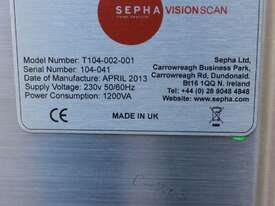 SEPHA VISIONSCAN
Model Number: T104-002-001
Serial Number: 104-041
Date of Manufacture: APRIL 2013
Supply Voltage: 230v 50/60Hz
Power Consumption: 1200VA
Sepha Ltd,
Carrowreagh Business Park,
Carrowreagh Rd, Dundonald.
Bt16 1QQ N. Ireland
Tel: +44 (0) 28 9048 4848
Website: www.sepha.com
CE
MADE IN UK